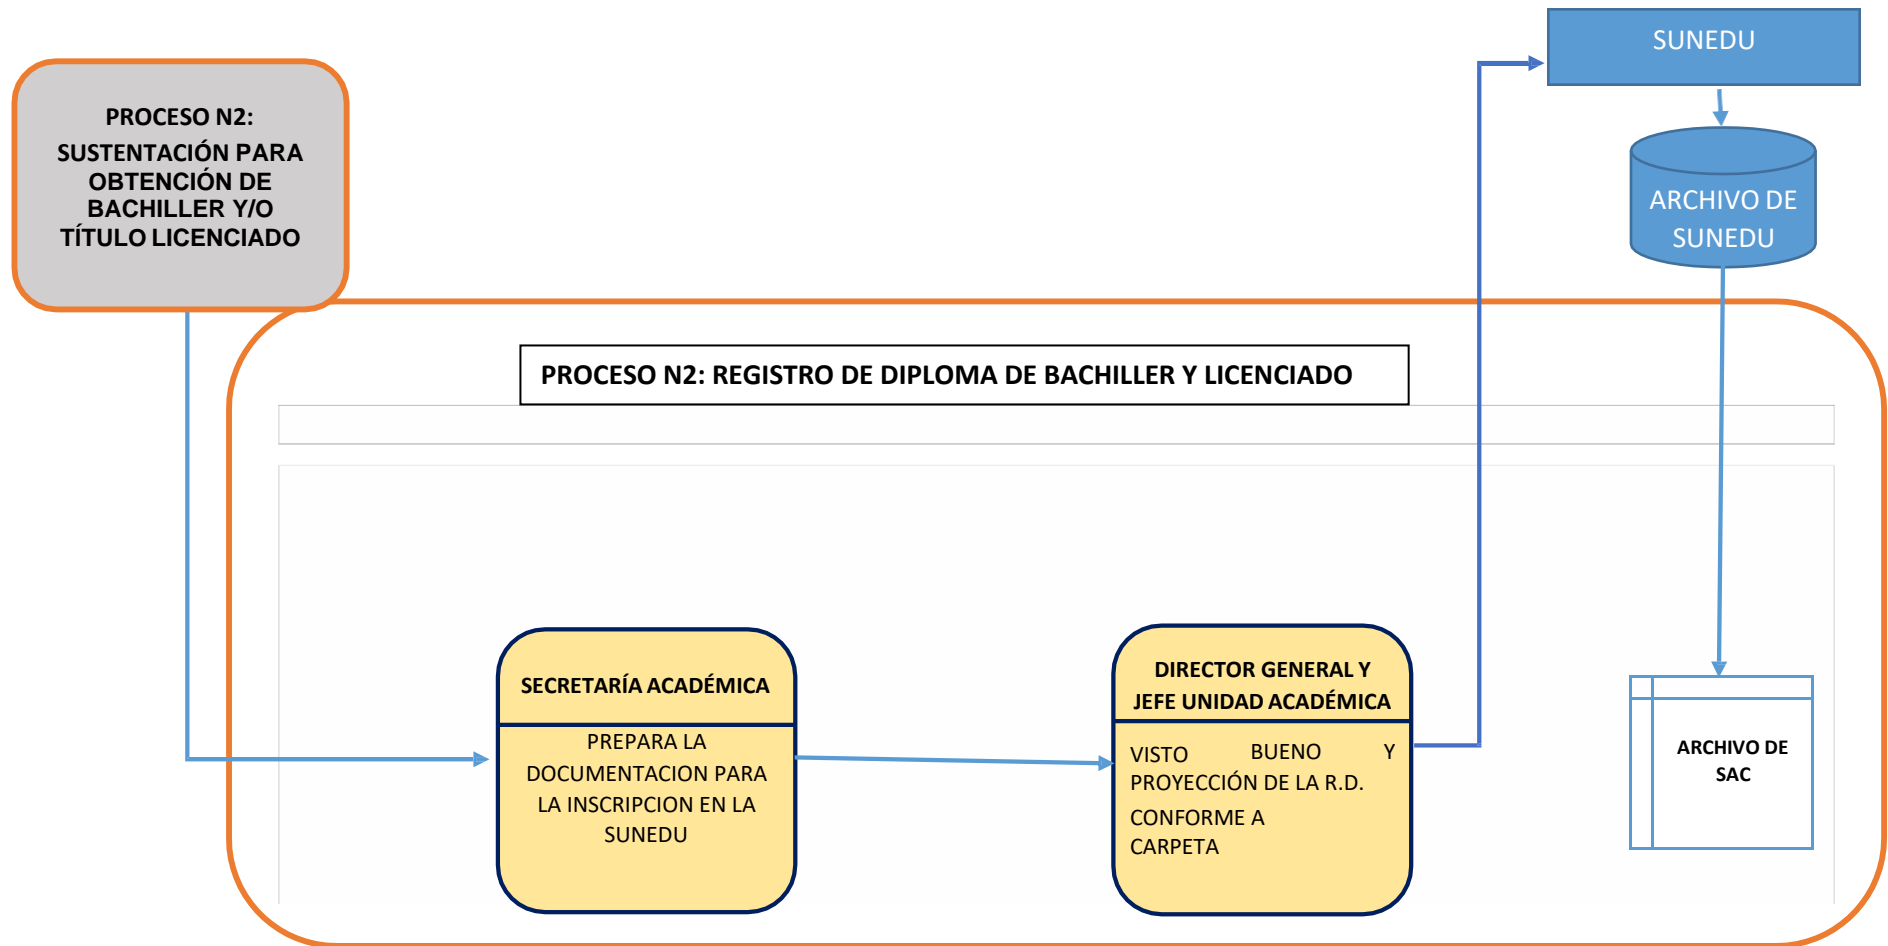 SUNEDU
PROCESO N2:
SUSTENTACIÓN PARA
OBTENCIÓN DE
BACHILLER Y/O
TÍTULO LICENCIADO
ARCHIVO DE
SUNEDU
PROCESO N2: REGISTRO DE DIPLOMA DE BACHILLER Y LICENCIADO
SECRETARÍA ACADÉMICA
PREPARA LA
DOCUMENTACION PARA
LA INSCRIPCION EN LA
SUNEDU
DIRECTOR GENERAL Y
JEFE UNIDAD ACADÉMICA
VISTO BUENO Y
PROYECCIÓN DE LA R.D.
CONFORME A
CARPETA
ARCHIVO DE
SAC